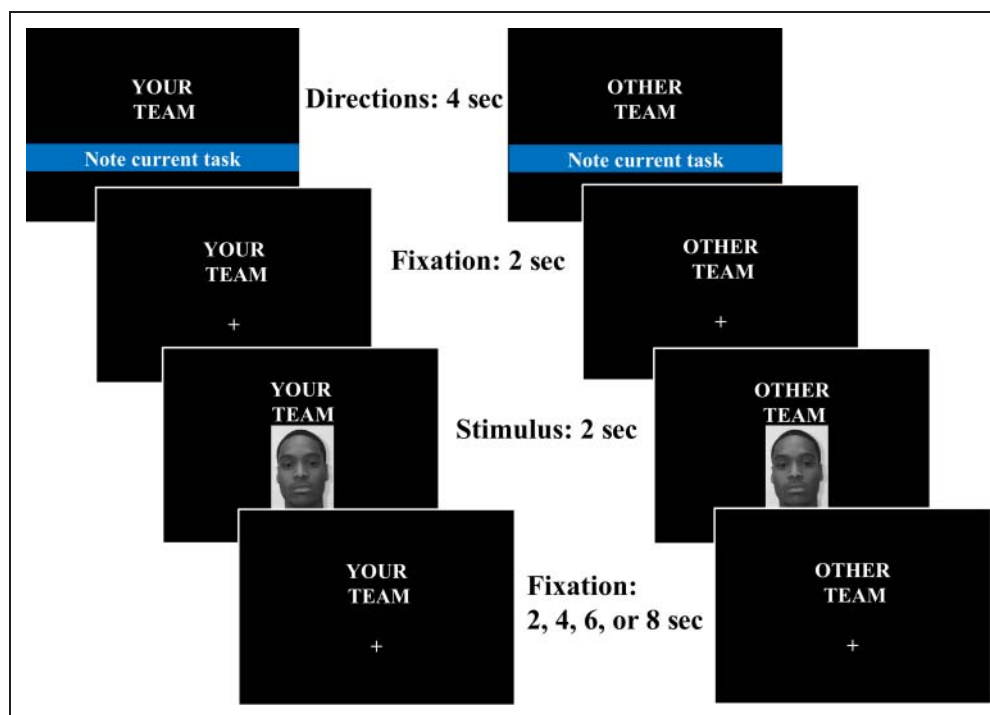 YOUR
TEAM
Note current task
Directions: 4 sec
OTHER
TEAM
Note current task
YOUR
TEAM
+
Fixation: 2 sec
OTHER
TEAM
+
YOUR
TEAM
Stimulus: 2 sec
OTHER
TEAM
YOUR
TEAM
+
Fixation:
2, 4, 6, or 8 sec
OTHER
TEAM
+